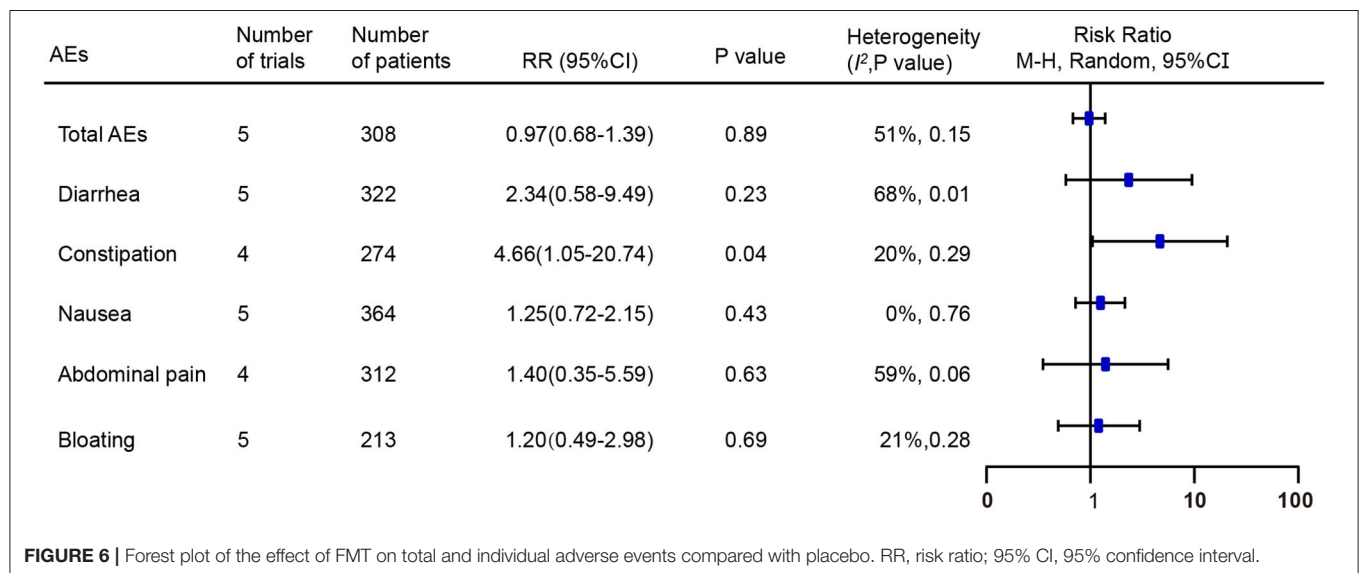 AEs Number of trials Number of patients RR (95%CI) P value Heterogeneity (I²,P value) Risk Ratio M-H, Random, 95%CI
Total AEs 5 308 0.97(0.68-1.39) 0.89 51%, 0.15
Diarrhea 5 322 2.34(0.58-9.49) 0.23 68%, 0.01
Constipation 4 274 4.66(1.05-20.74) 0.04 20%, 0.29
Nausea 5 364 1.25(0.72-2.15) 0.43 0%, 0.76
Abdominal pain 4 312 1.40(0.35-5.59) 0.63 59%, 0.06
Bloating 5 213 1.20(0.49-2.98) 0.69 21%,0.28
0 1 10 100
FIGURE 6 | Forest plot of the effect of FMT on total and individual adverse events compared with placebo. RR, risk ratio; 95% CI, 95% confidence interval.